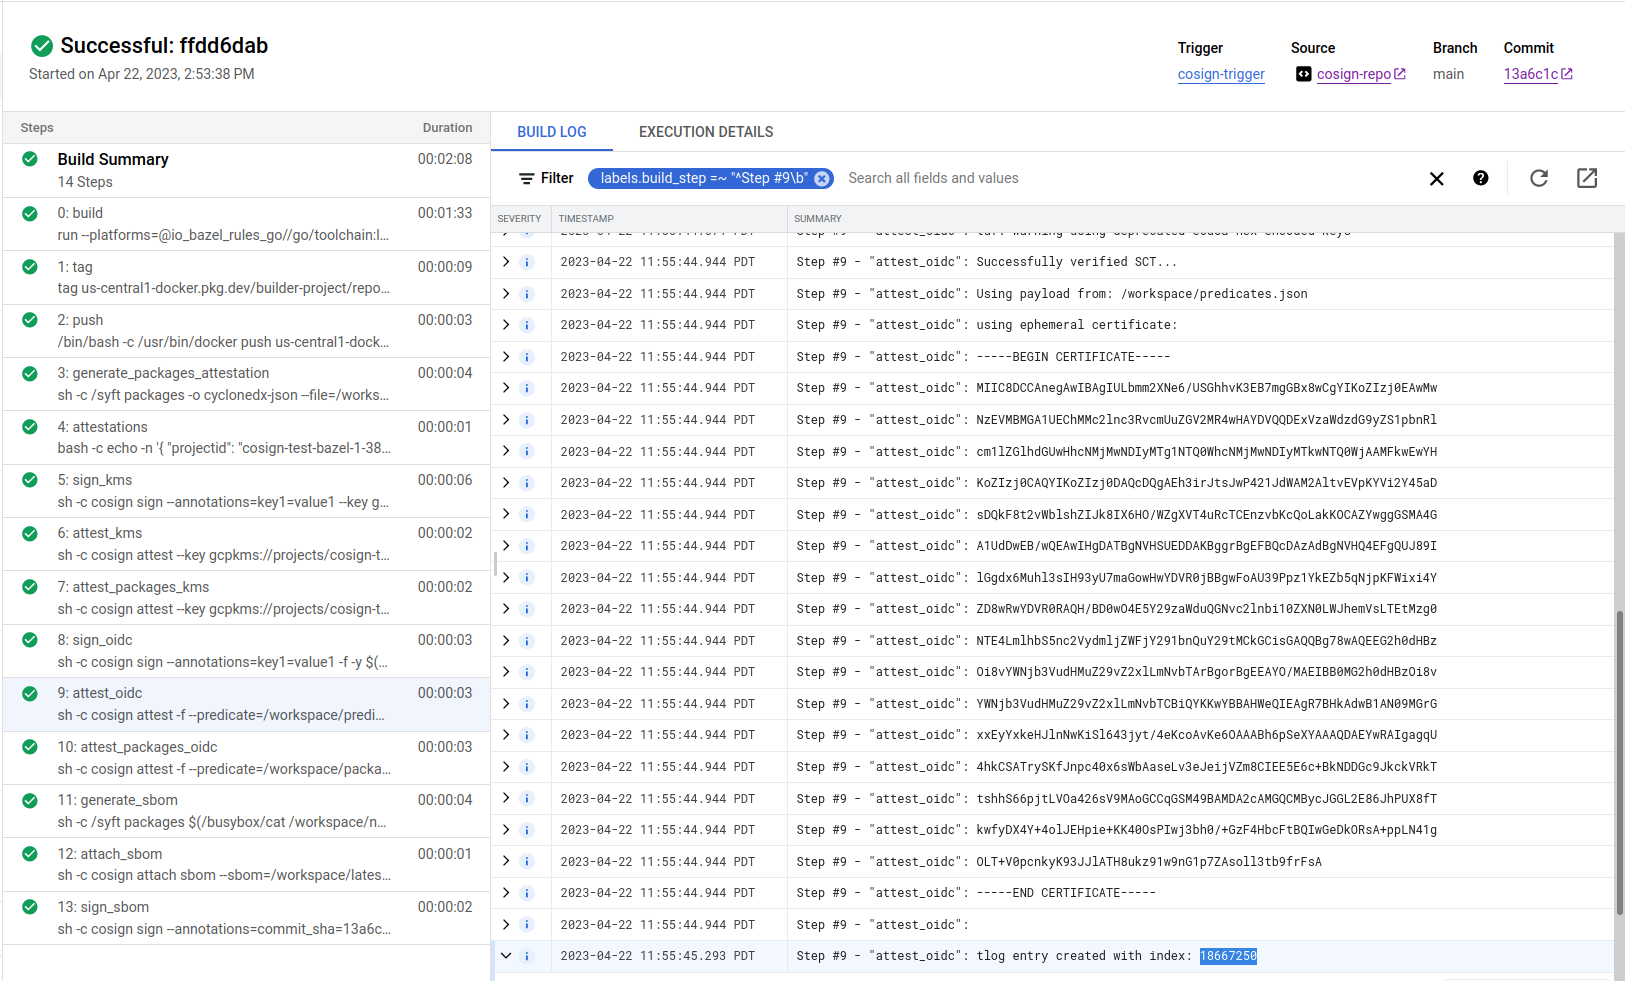 Successful: ffdd6dab
Started on Apr 22, 2023, 2:53:38 PM
Trigger
cosign-trigger
Source
cosign-repo
Branch
main
Commit
13a6c1c
Steps Duration
Build Summary 00:02:08
14 Steps
0: build 00:01:33
run --platforms=@io_bazel_rules_go//go/toolchain:l...
1: tag 00:00:09
tag us-central1-docker.pkg.dev/builder-project/repo...
2: push 00:00:03
/bin/bash -c /usr/bin/docker push us-central1-dock...
3: generate_packages_attestation 00:00:04
sh -c /syft packages -o cyclonedx-json --file=/works...
4: attestations 00:00:01
bash -c echo -n '{ "projectid": "cosign-test-bazel-1-38...
5: sign_kms 00:00:06
sh -c cosign sign --annotations=key1=value1 --key g...
6: attest_kms 00:00:02
sh -c cosign attest --key gcpkms://projects/cosign-t...
7: attest_packages_kms 00:00:02
sh -c cosign attest --key gcpkms://projects/cosign-t...
8: sign_oidc 00:00:03
sh -c cosign sign --annotations=key1=value1 -f -y $(...
9: attest_oidc 00:00:03
sh -c cosign attest -f --predicate=/workspace/predi...
10: attest_packages_oidc 00:00:03
sh -c cosign attest -f --predicate=/workspace/packa...
11: generate_sbom 00:00:04
sh -c /syft packages $(/busybox/cat /workspace/n...
12: attach_sbom 00:00:01
sh -c cosign attach sbom --sbom=/workspace/lates...
13: sign_sbom 00:00:02
sh -c cosign sign --annotations=commit_sha=13a6c...
BUILD LOG EXECUTION DETAILS
Filter labels.build_step =~ "^Step #9\b" Search all fields and values
SEVERITY TIMESTAMP SUMMARY
2023-04-22 11:55:44.944 PDT Step #9 - "attest_oidc": Successfully verified SCT...
2023-04-22 11:55:44.944 PDT Step #9 - "attest_oidc": Using payload from: /workspace/predicates.json
2023-04-22 11:55:44.944 PDT Step #9 - "attest_oidc": using ephemeral certificate:
2023-04-22 11:55:44.944 PDT Step #9 - "attest_oidc": -----BEGIN CERTIFICATE-----
2023-04-22 11:55:44.944 PDT Step #9 - "attest_oidc": MIIC8DCCAnegAwIBAgIULbmm2XNe6/USGhhvK3EB7mgGBx8wCgYIKoZIzj0EAwMw
2023-04-22 11:55:44.944 PDT Step #9 - "attest_oidc": NzEVMBMGA1UEChMMc2lnc3RvcmUuZGV2MR4wHAYDVQQDExVzaWdzdG9yZS1pbnRl
2023-04-22 11:55:44.944 PDT Step #9 - "attest_oidc": cm1lZGlhdGUwHhcNMjMwNDIyMTg1NTQ0WhcNMjMwNDIyMTkwNTQ0WjAAMFkwEwYH
2023-04-22 11:55:44.944 PDT Step #9 - "attest_oidc": KoZIzj0CAQYIKoZIzj0DAQcDQgAEh3irJtsJwP421JdWAM2AltvEVpKYVi2Y45aD
2023-04-22 11:55:44.944 PDT Step #9 - "attest_oidc": sDQkF8t2vWblshZIJk8IX6HO/WZgXVT4uRcTCEnzvbKcQoLakKOCAZYwggGSMA4G
2023-04-22 11:55:44.944 PDT Step #9 - "attest_oidc": A1UdDwEB/wQEAwIHgDATBgNVHSUEDDAKBggrBgEFBQcDAzAdBgNVHQ4EFgQUJ89I
2023-04-22 11:55:44.944 PDT Step #9 - "attest_oidc": lGgdx6Muhl3sIH93yU7maGowHwYDVR0jBBgwFoAU39Ppz1YkEZb5qNjpKFWixi4Y
2023-04-22 11:55:44.944 PDT Step #9 - "attest_oidc": ZD8wRwYDVR0RAQH/BD0wO4E5Y29zaWduQGNvc2lnbi10ZXN0LWJhemVsLTEtMzg0
2023-04-22 11:55:44.944 PDT Step #9 - "attest_oidc": NTE4LmlhbS5nc2VydmljZWFjY291bnQuY29tMCkGCisGAQQBg78wAQEEG2h0dHBz
2023-04-22 11:55:44.944 PDT Step #9 - "attest_oidc": Oi8vYWNjb3VudHMuZ29vZ2xlLmNvbTArBgorBgEEAYO/MAEIBB0MG2h0dHBzOi8v
2023-04-22 11:55:44.944 PDT Step #9 - "attest_oidc": YWNjb3VudHMuZ29vZ2xlLmNvbTCBiQYKKwYBBAHWeQIEAgR7BHkAdwB1AN09MGrG
2023-04-22 11:55:44.944 PDT Step #9 - "attest_oidc": xxEyYxkeHJlnNwKiSl643jyt/4eKcoAvKe6OAAABh6pSeXYAAAQDAEYwRAIgagqU
2023-04-22 11:55:44.944 PDT Step #9 - "attest_oidc": 4hkCSATrySKfJnpc40x6sWbAaseLv3eJeijVZm8CIEE5E6c+BkNDDGc9JkckVRkT
2023-04-22 11:55:44.944 PDT Step #9 - "attest_oidc": tshhS66pjtLVOa426sV9MAoGCCqGSM49BAMDA2cAMGQCMBycJGGL2E86JhPUX8fT
2023-04-22 11:55:44.944 PDT Step #9 - "attest_oidc": kwfyDX4Y+4olJEHpie+KK40OsPIwj3bh0/+GzF4HbcFtBQIwGeDkORsA+ppLN41g
2023-04-22 11:55:44.944 PDT Step #9 - "attest_oidc": OLT+V0pcnkyK93JJlATH8ukz91w9nG1p7ZAsoll3tb9frFsA
2023-04-22 11:55:44.944 PDT Step #9 - "attest_oidc": -----END CERTIFICATE-----
2023-04-22 11:55:44.944 PDT Step #9 - "attest_oidc":
2023-04-22 11:55:45.293 PDT Step #9 - "attest_oidc": tlog entry created with index: 18667250